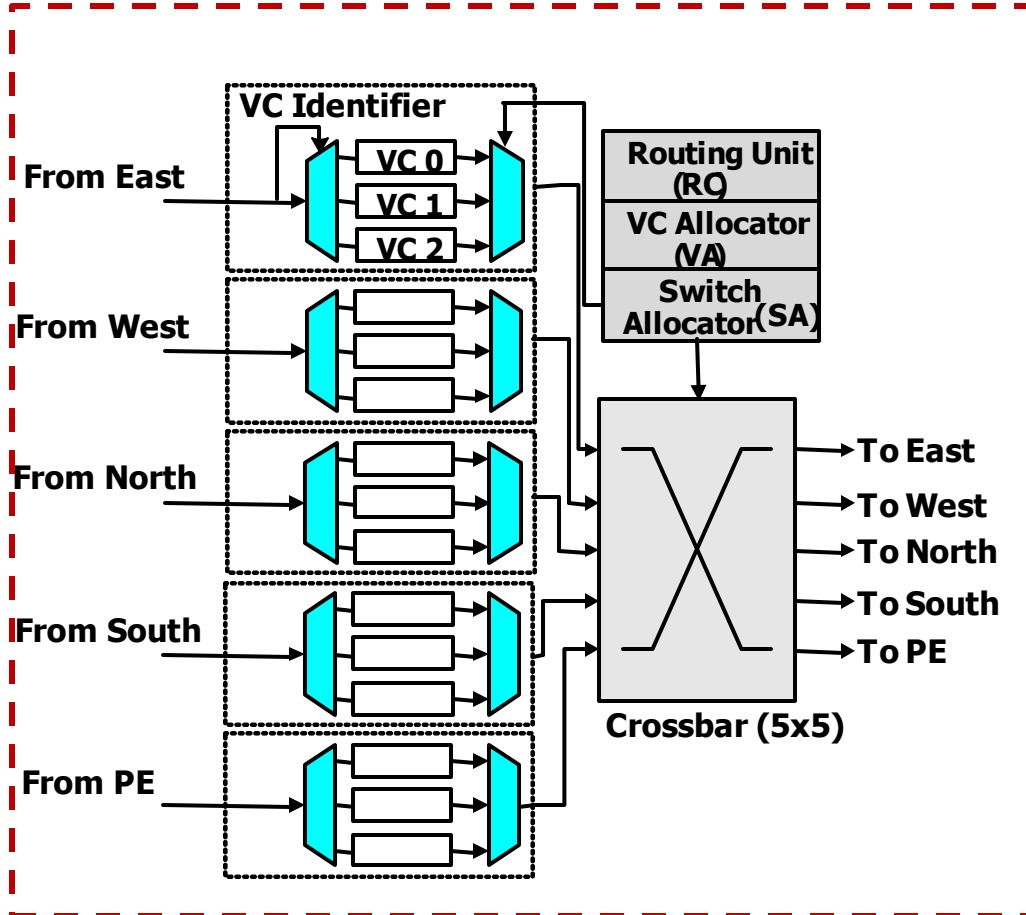 VC Identifier
From East
VC 0
VC 1
VC 2
Routing Unit
(RC)
VC Allocator
(VA)
Switch
Allocator(SA)
From West
From North
From South
From PE
To East
To West
To North
To South
To PE
Crossbar (5x5)